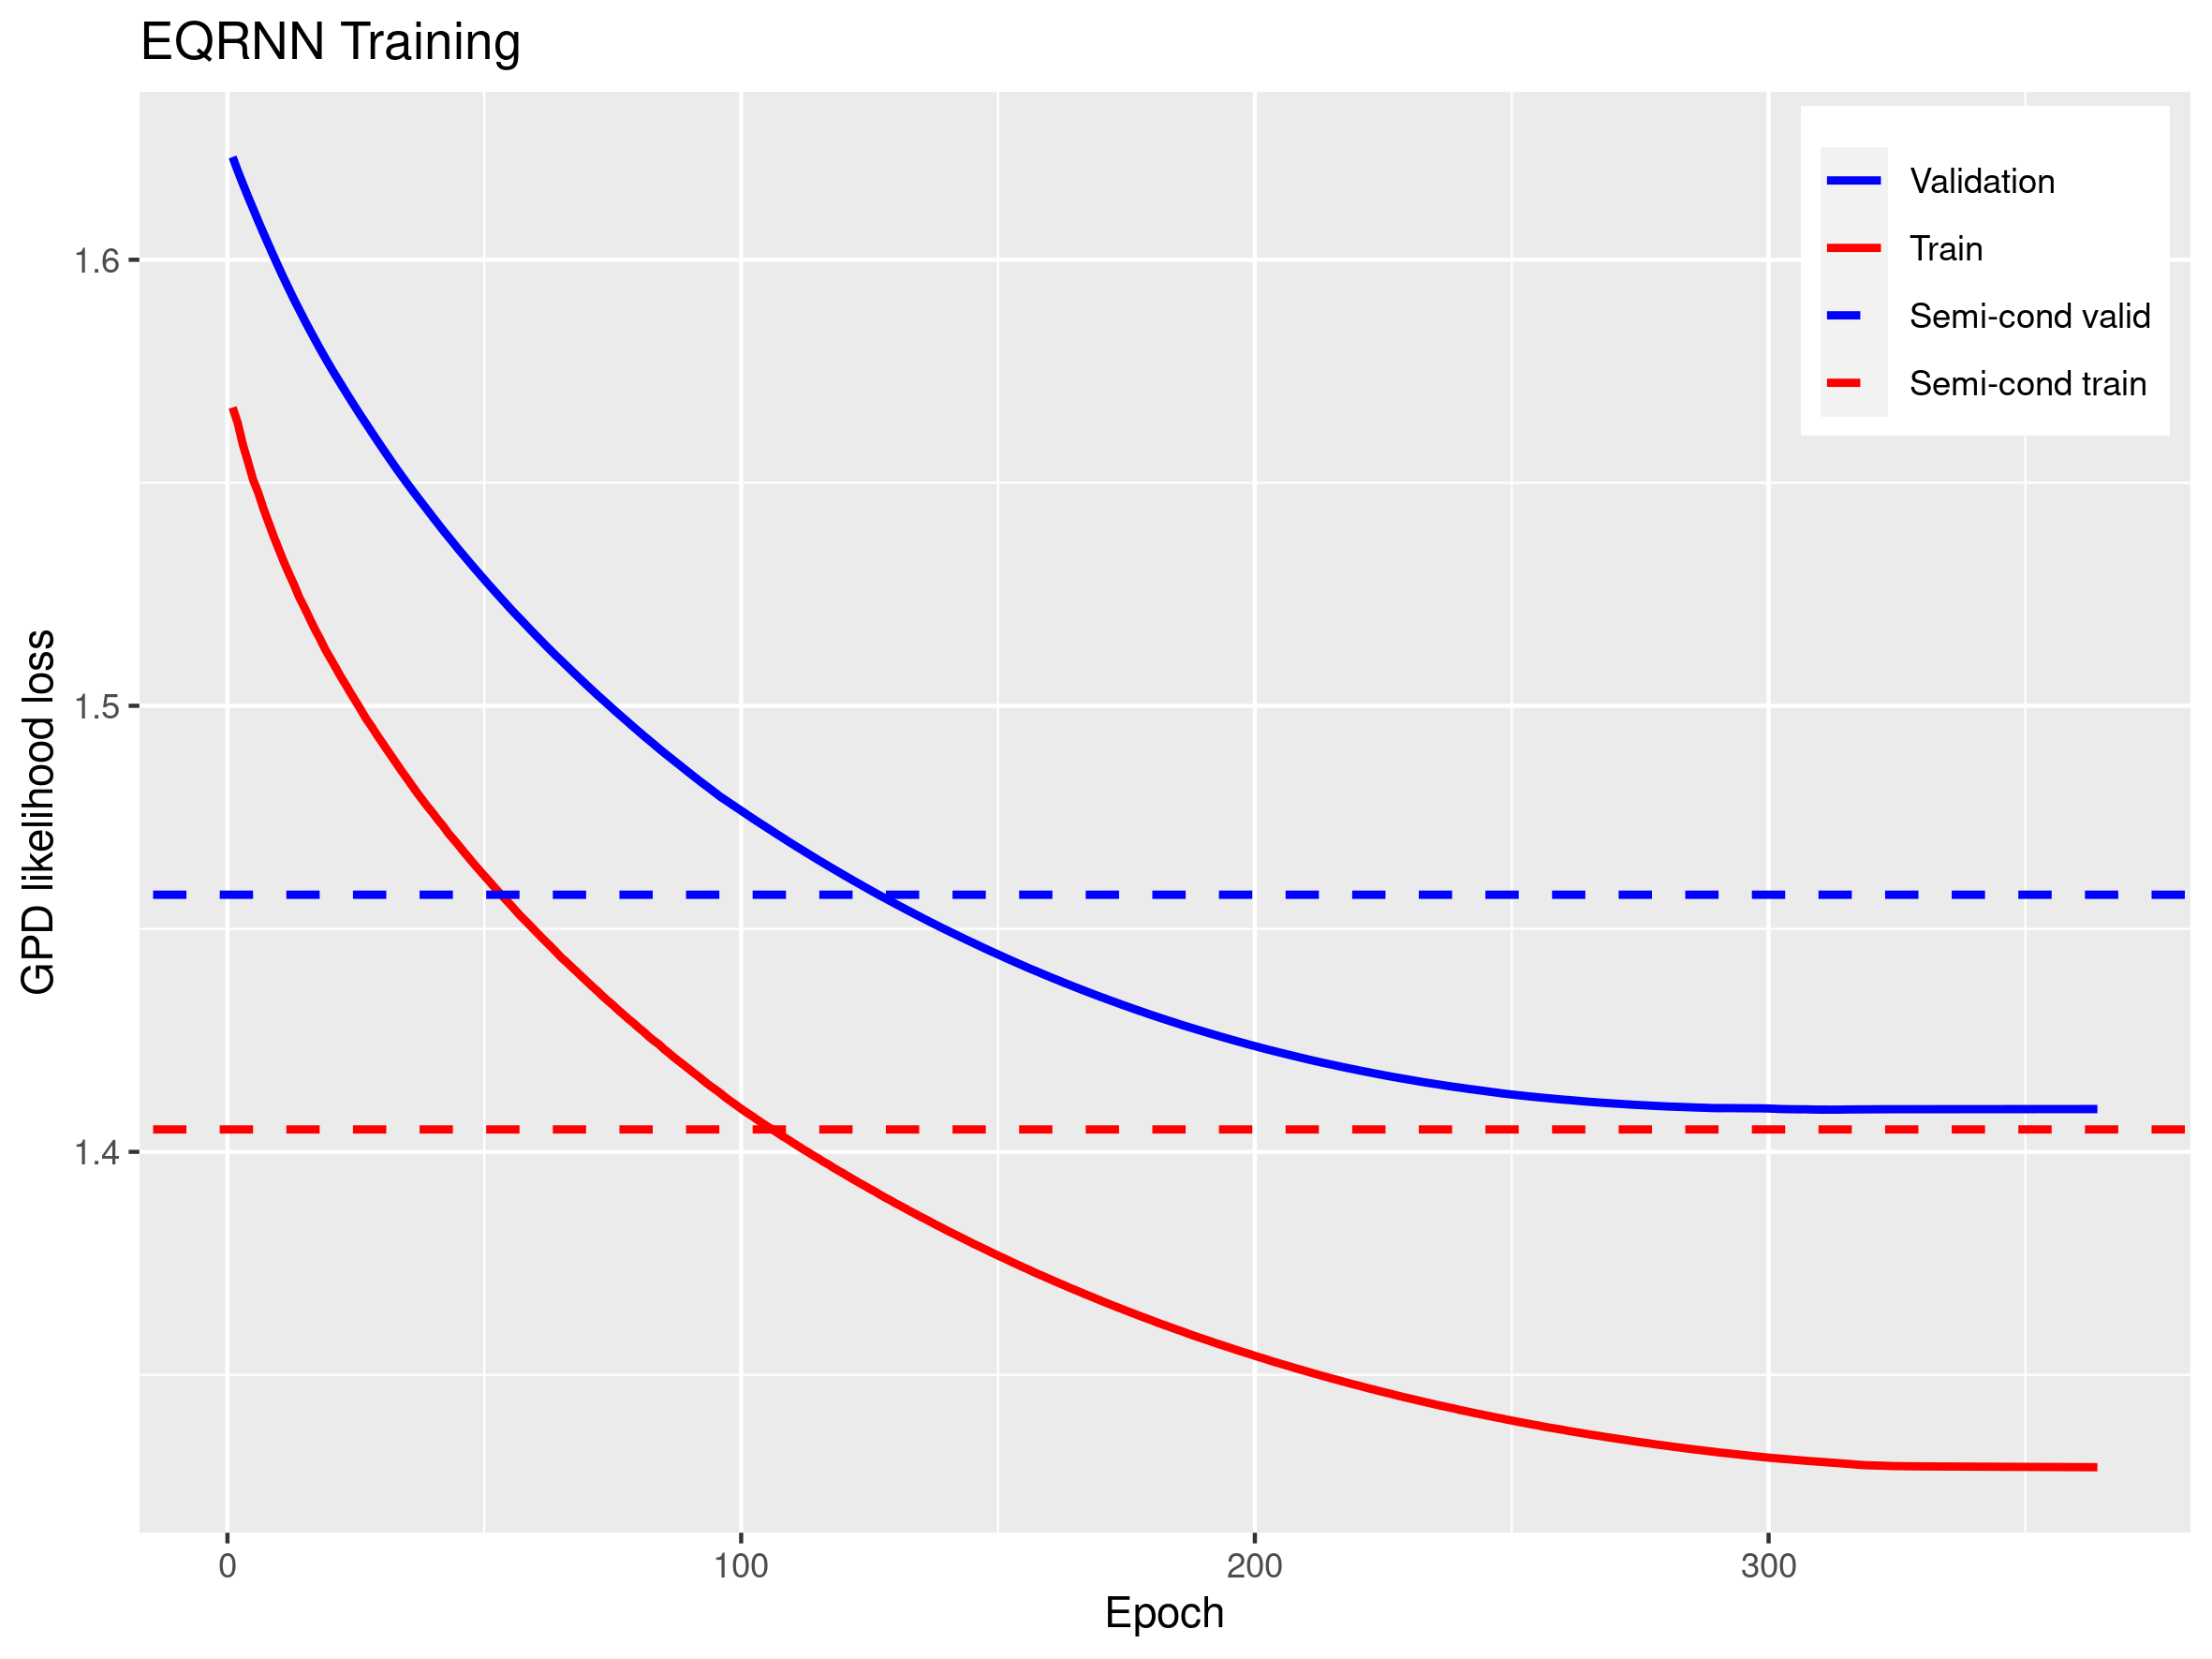 EQRNN Training
Validation
Train
Semi-cond valid
Semi-cond train
GPD likelihood loss
1.6
1.5
1.4
0
100
200
300
Epoch